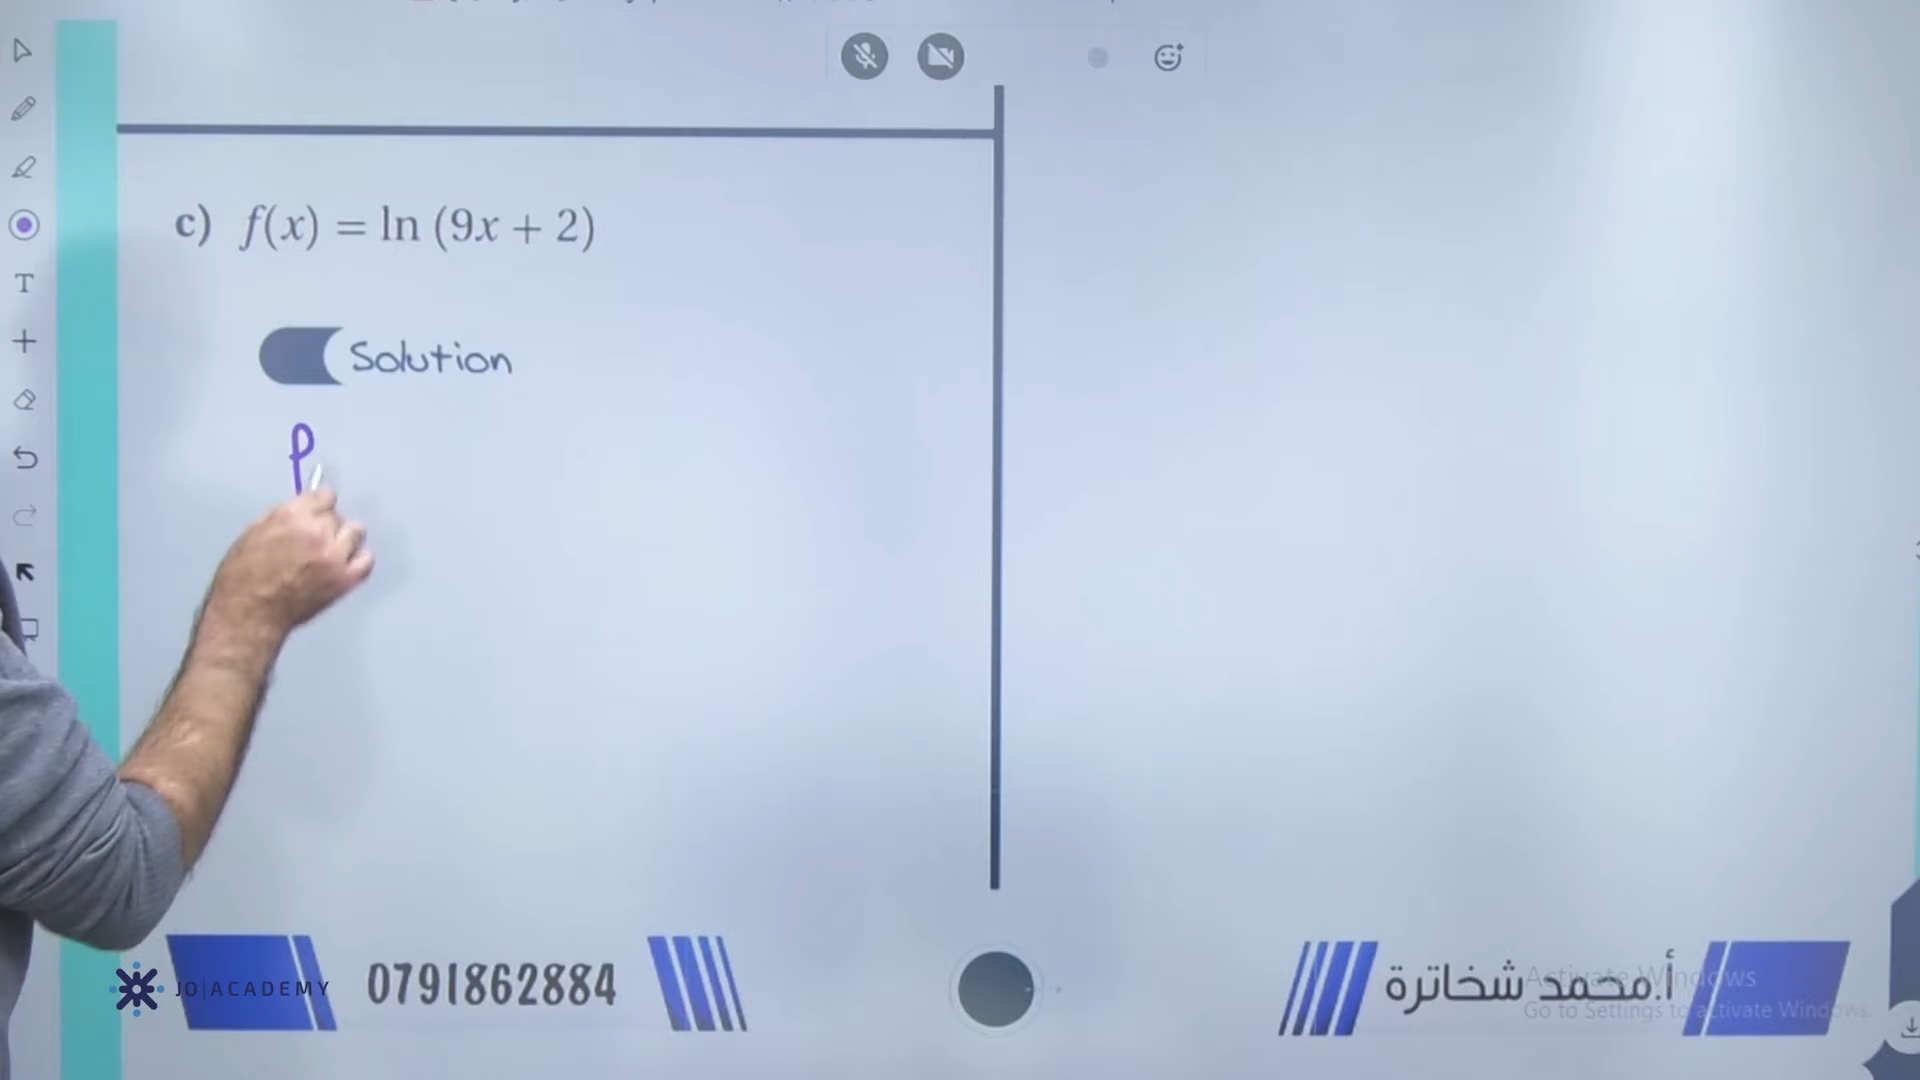 c) f(x) = ln (9x + 2)
Solution
JO|ACADEMY
0791862884
أ.محمد شخاترة
Activate Windows
Go to Settings to activate Windows.